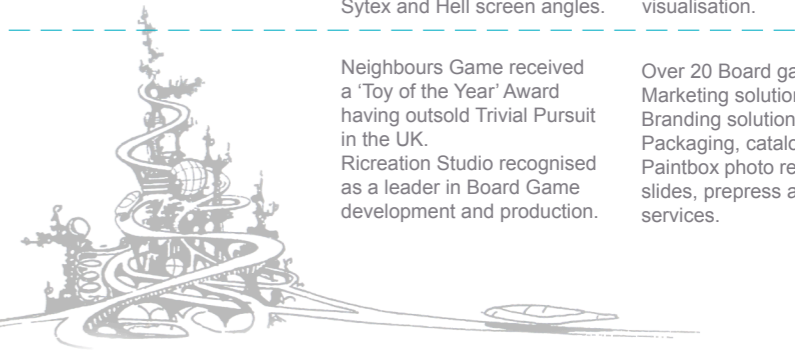 Sytex and Hell screen angles.
visualisation.
Neighbours Game received
a ‘Toy of the Year’ Award
having outsold Trivial Pursuit
in the UK.
Ricreation Studio recognised
as a leader in Board Game
development and production.
Over 20 Board ga
Marketing solution
Branding solution
Packaging, catalo
Paintbox photo re
slides, prepress a
services.